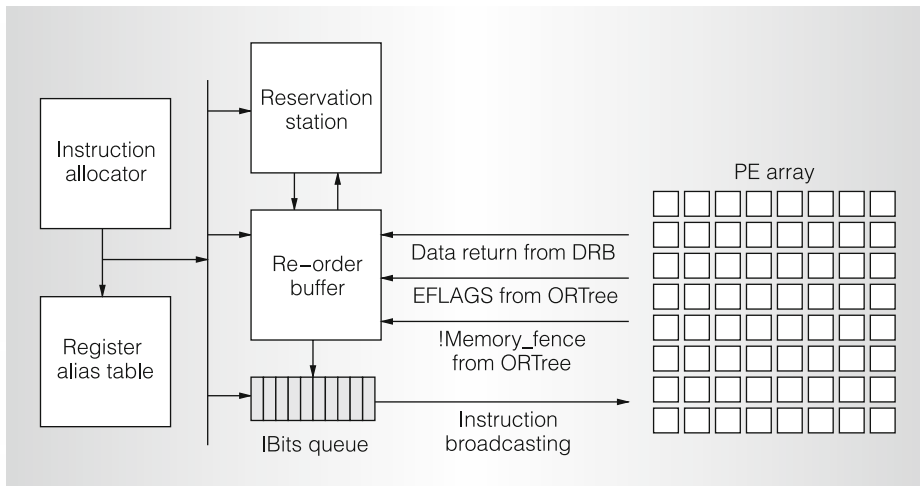 Reservation
station
Instruction
allocator
PE array
Re-order
buffer
Data return from DRB
EFLAGS from ORTree
!Memory_fence
from ORTree
Register
alias table
IBits queue
Instruction
broadcasting